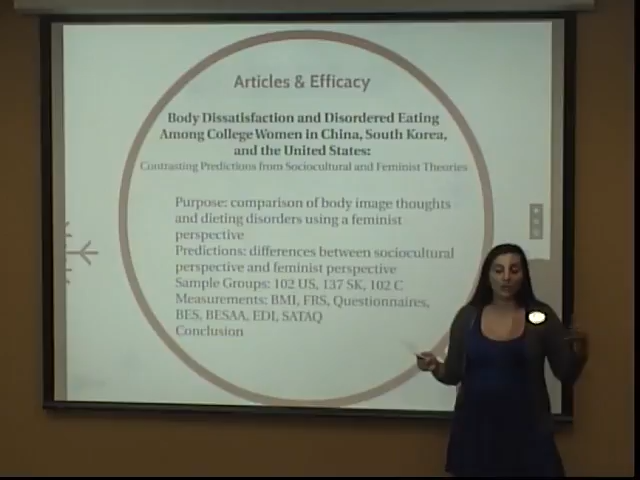 Articles & Efficacy
Body Dissatisfaction and Disordered Eating
Among College Women in China, South Korea,
and the United States:
Contrasting Predictions from Sociocultural and Feminist Theories
Purpose: comparison of body image thoughts
and dieting disorders using a feminist
perspective
Predictions: differences between sociocultural
perspective and feminist perspective
Sample Groups: 102 US, 137 SK, 102 C
Measurements: BMI, FRS, Questionnaires,
BES, BESAA, EDI, SATAQ
Conclusion